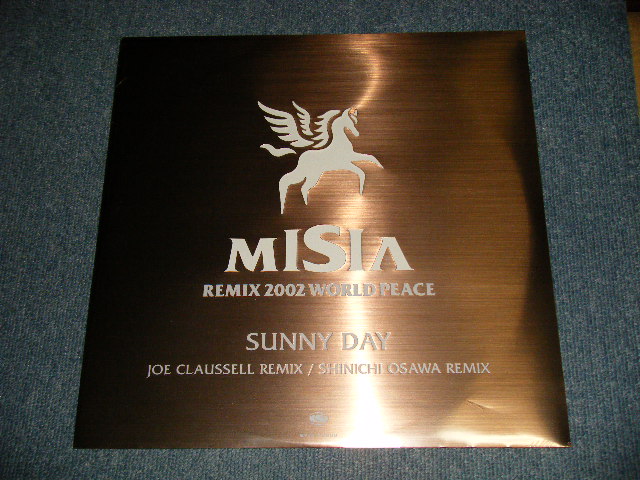 MISIA
REMIX 2002 WORLD PEACE
SUNNY DAY
JOE CLAUSSELL REMIX / SHINICHI OSAWA REMIX